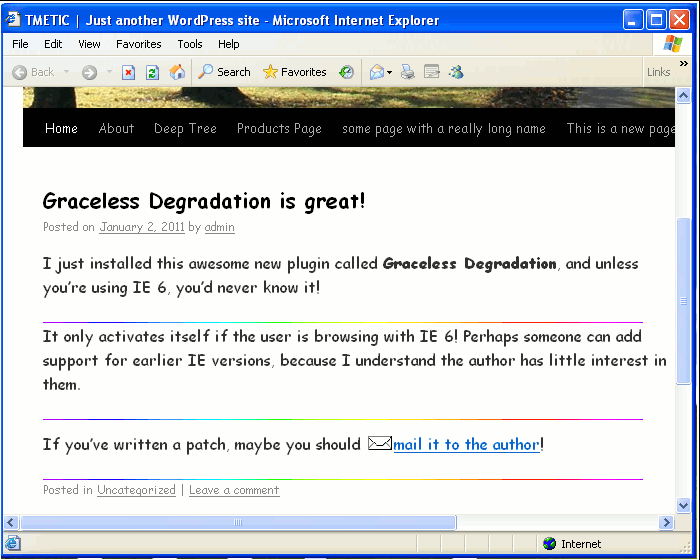 TMETIC | Just another WordPress site - Microsoft Internet Explorer
File Edit View Favorites Tools Help
Back Search Favorites Links
Home About Deep Tree Products Page some page with a really long name This is a new page
Graceless Degradation is great!
Posted on January 2, 2011 by admin
I just installed this awesome new plugin called Graceless Degradation, and unless
you're using IE 6, you'd never know it!
It only activates itself if the user is browsing with IE 6! Perhaps someone can add
support for earlier IE versions, because I understand the author has little interest in
them.
If you've written a patch, maybe you should mail it to the author!
Posted in Uncategorized | Leave a comment
Internet